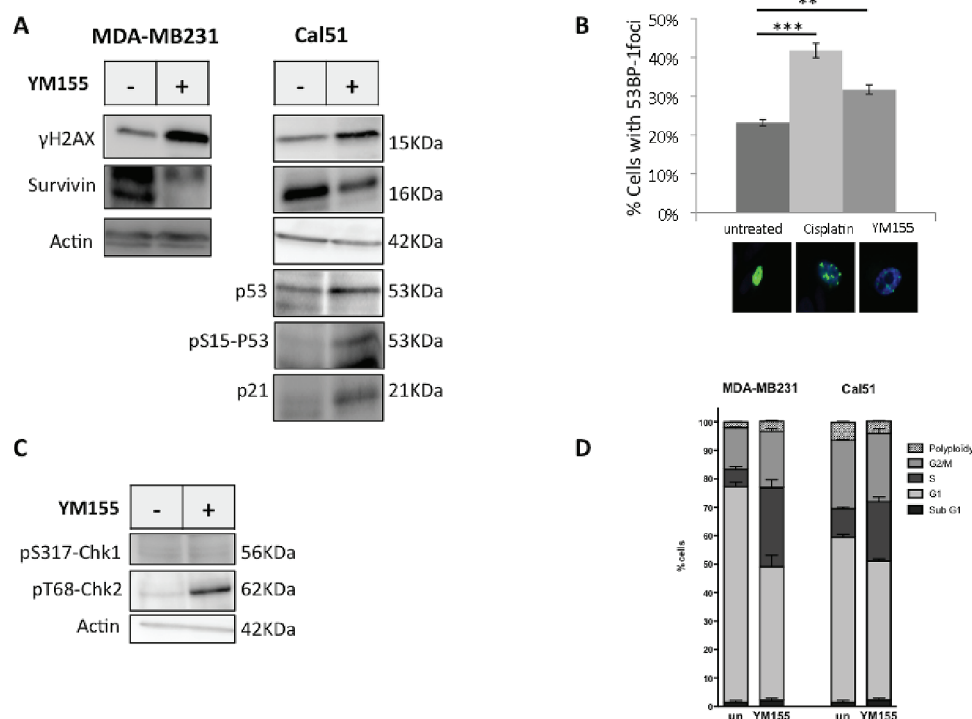 A
MDA-MB231 Cal51
YM155 - + - +
γH2AX 15KDa
Survivin 16KDa
Actin 42KDa
p53 53KDa
pS15-P53 53KDa
p21 21KDa
B
**
***
% Cells with 53BP-1foci
50%
40%
30%
20%
10%
0%
untreated Cisplatin YM155
C
YM155 - +
pS317-Chk1 56KDa
pT68-Chk2 62KDa
Actin 42KDa
D
MDA-MB231 Cal51
% cells
100
90
80
70
60
50
40
30
20
10
0
un YM155 un YM155
Polyploidy
G2/M
S
G1
Sub G1